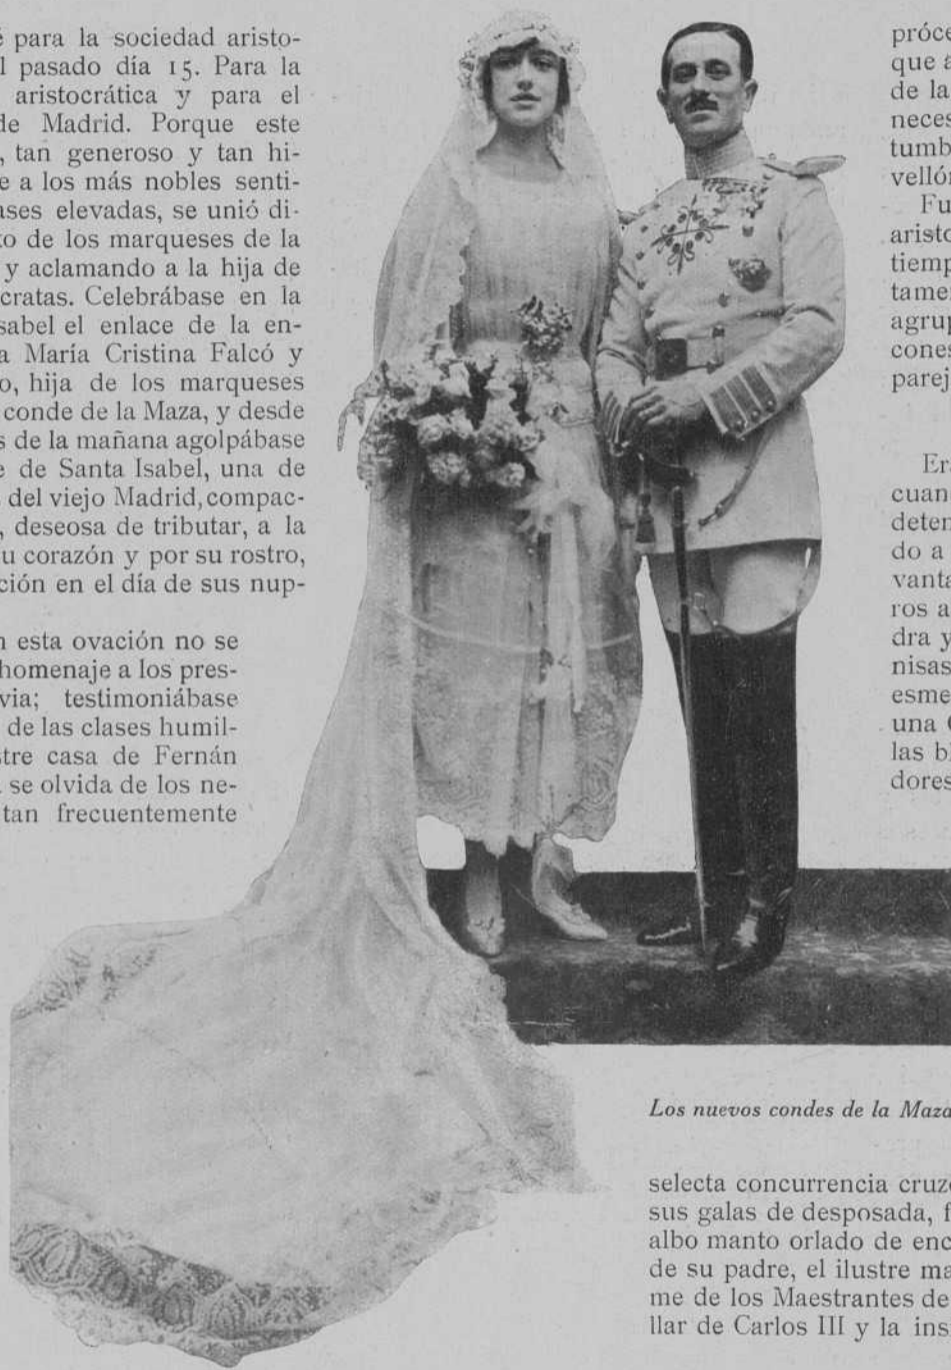 para la sociedad aristo-
pasado día 15. Para la
aristocrática y para el
de Madrid. Porque este
, tan generoso y tan hi-
e a los más nobles senti-
ases elevadas, se unió di-
to de los marqueses de la
y aclamando a la hija de
cratas. Celebrábase en la
sabel el enlace de la en-
a María Cristina Falcó y
o, hija de los marqueses
conde de la Maza, y desde
s de la mañana agolpábase
e de Santa Isabel, una de
s del viejo Madrid, compac-
, deseosa de tributar, a la
u corazón y por su rostro,
ción en el día de sus nup-
n esta ovación no se
homenaje a los pres-
via; testimoniábase
de las clases humil-
stre casa de Fernán
se olvida de los ne-
tan frecuentemente
próce
que a
de la
neces
tumb
vellón
Fu
aristo
tiemp
tamen
agrup
cones
parej
Er
cuan
deten
do a
vanta
ros a
dra y
nisas
esme
una
las b
dores
Los nuevos condes de la Maza
selecta concurrencia cruz
sus galas de desposada, f
albo manto orlado de enc
de su padre, el ilustre ma
me de los Maestrantes de
llar de Carlos III y la ins